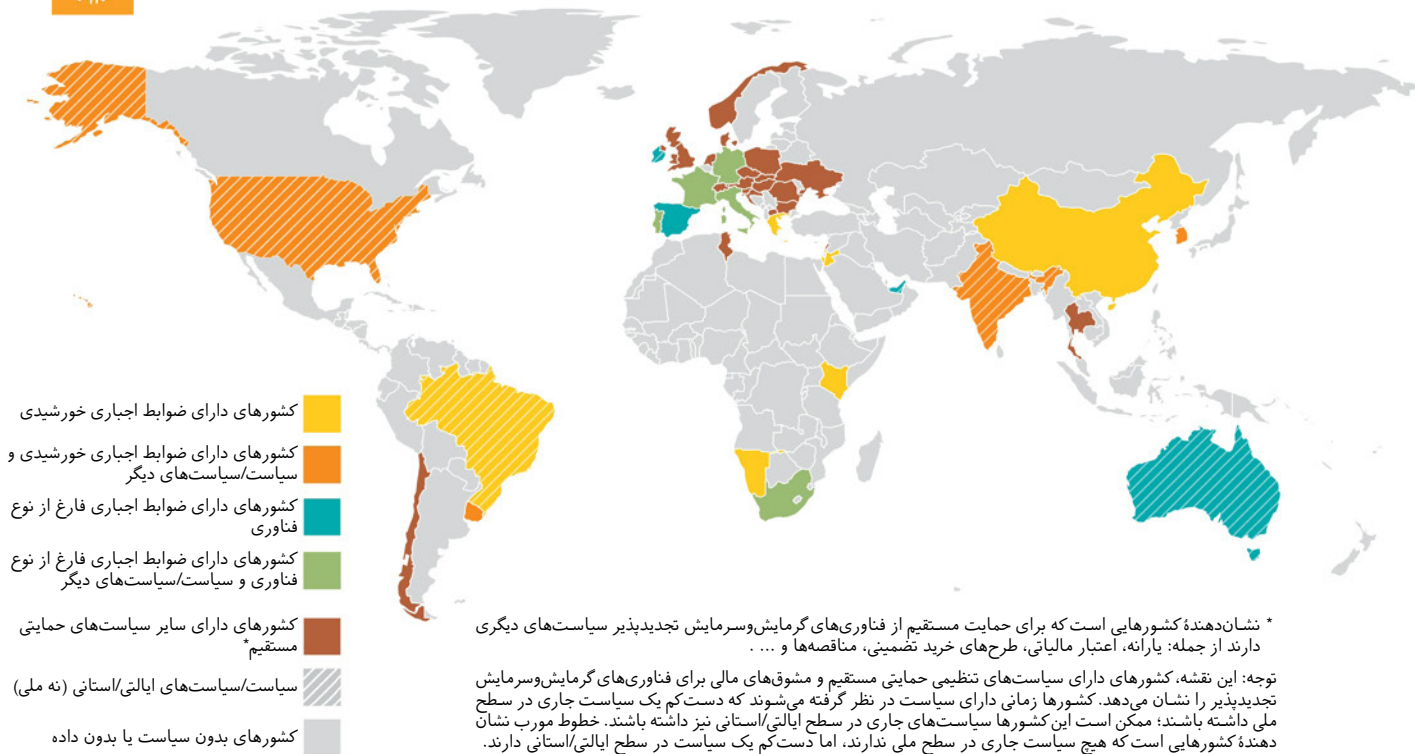 کشورهای دارای ضوابط اجباری خورشیدی
کشورهای دارای ضوابط اجباری خورشیدی و
سیاست/سیاست‌های دیگر
کشورهای دارای ضوابط اجباری فارغ از نوع
فناوری
کشورهای دارای ضوابط اجباری فارغ از نوع
فناوری و سیاست/سیاست‌های دیگر
کشورهای دارای سایر سیاست‌های حمایتی
مستقیم*
سیاست/سیاست‌های ایالتی/استانی (نه ملی)
کشورهای بدون سیاست یا بدون داده
* نشان‌دهندهٔ کشورهایی است که برای حمایت مستقیم از فناوری‌های گرمایش‌وسرمایش تجدیدپذیر سیاست‌های دیگری
دارند از جمله: یارانه، اعتبار مالیاتی، طرح‌های خرید تضمینی، مناقصه‌ها و ... .
توجه: این نقشه، کشورهای دارای سیاست‌های تنظیمی حمایتی مستقیم و مشوق‌های مالی برای فناوری‌های گرمایش‌وسرمایش
تجدیدپذیر را نشان می‌دهد. کشورها زمانی دارای سیاست در نظر گرفته می‌شوند که دست‌کم یک سیاست جاری در سطح
ملی داشته باشند؛ ممکن است این کشورها سیاست‌های جاری در سطح ایالتی/استانی نیز داشته باشند. خطوط مورب نشان
دهندهٔ کشورهایی است که هیچ سیاست جاری در سطح ملی ندارند، اما دست‌کم یک سیاست در سطح ایالتی/استانی دارند.